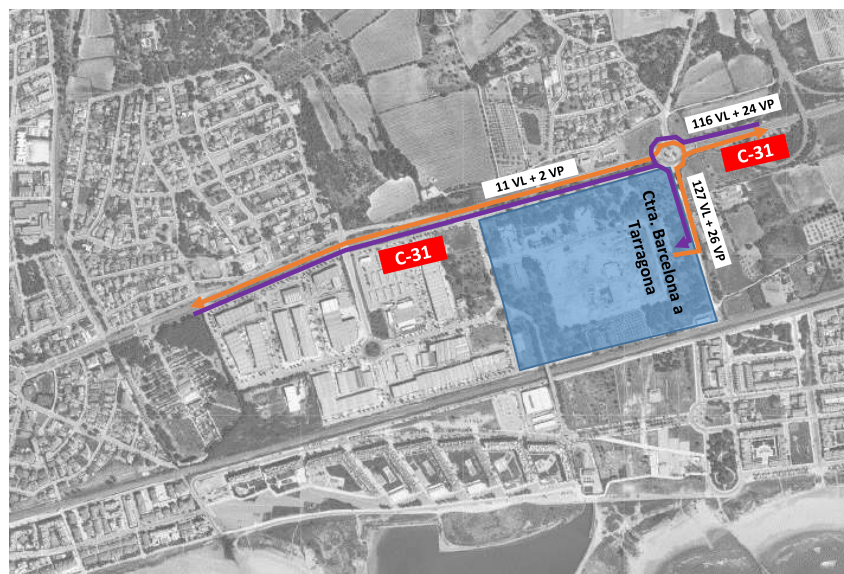 116 VL + 24 VP
C-31
11 VL + 2 VP
127 VL + 26 VP
C-31
Ctra. Barcelona a
Tarragona